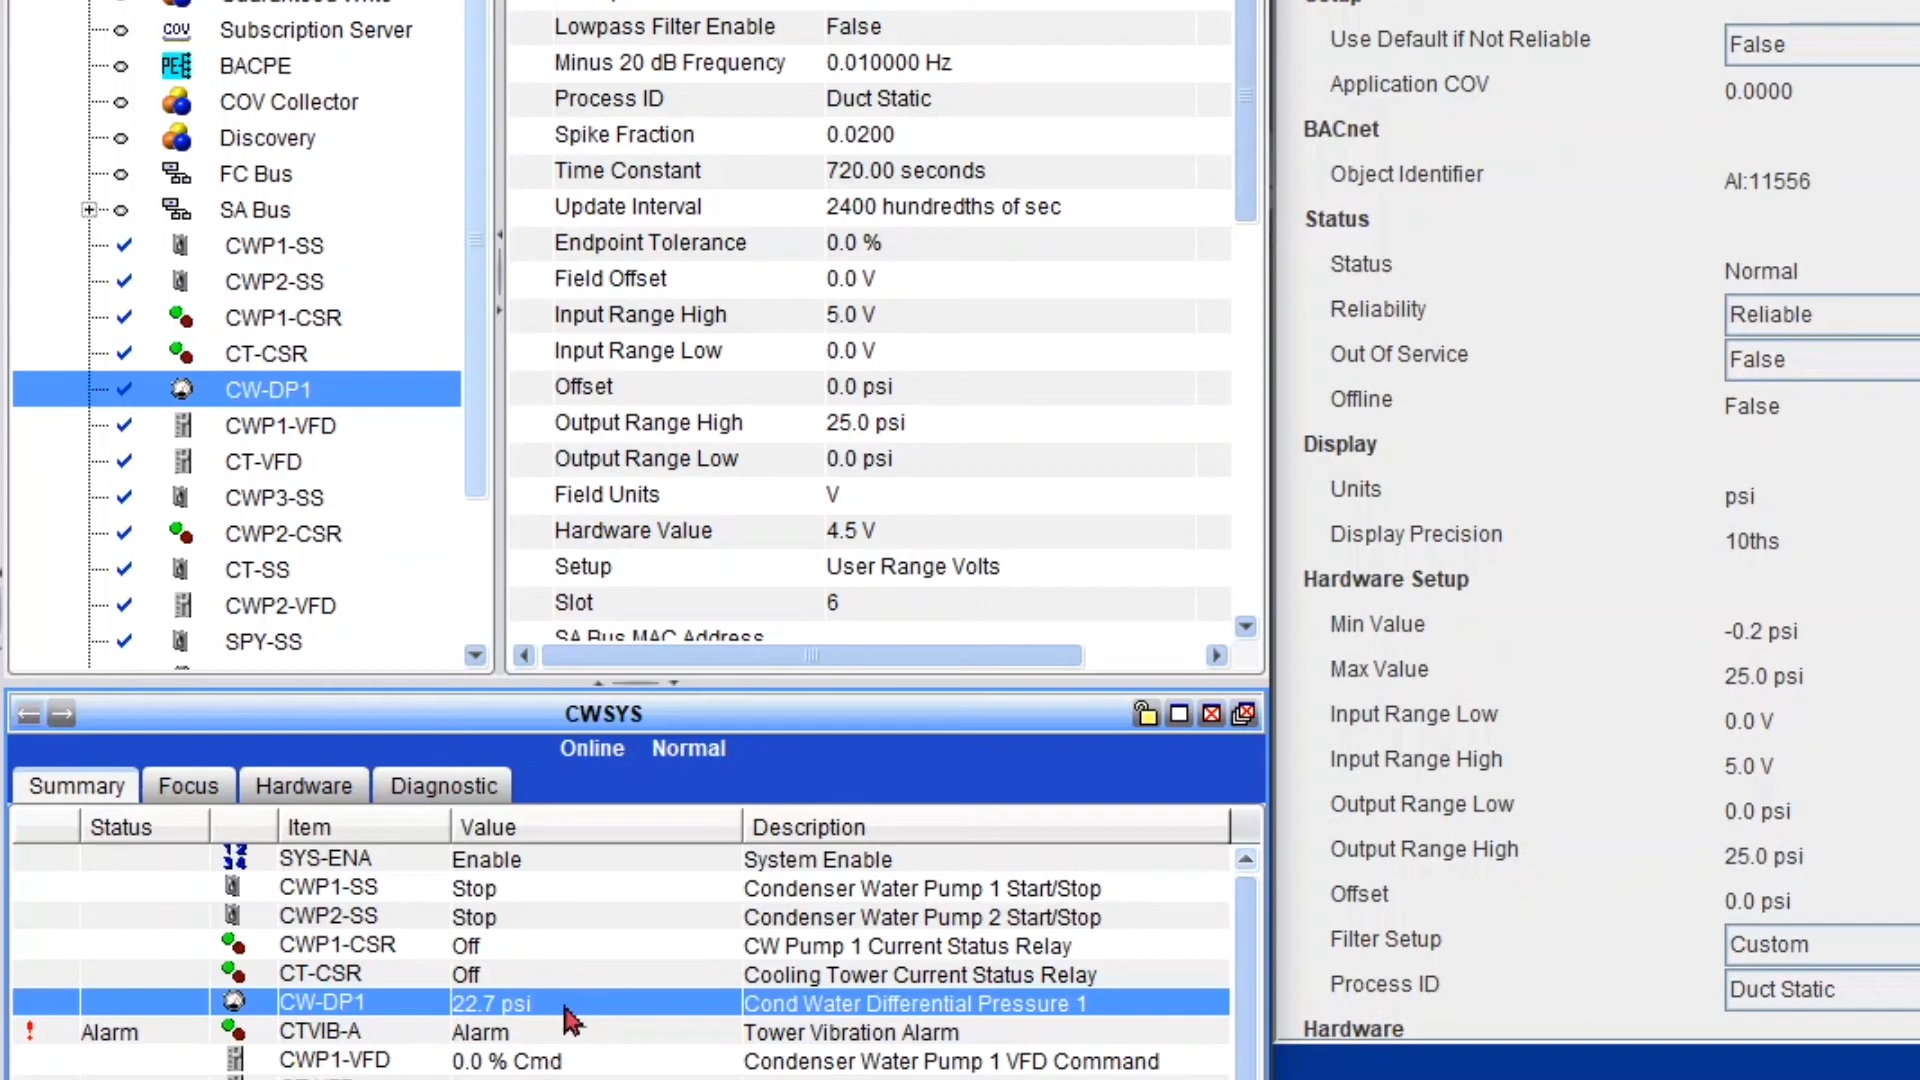 Subscription Server
BACPE
COV Collector
Discovery
FC Bus
SA Bus
CWP1-SS
CWP2-SS
CWP1-CSR
CT-CSR
CW-DP1
CWP1-VFD
CT-VFD
CWP3-SS
CWP2-CSR
CT-SS
CWP2-VFD
SPY-SS
Lowpass Filter Enable False
Minus 20 dB Frequency 0.010000 Hz
Process ID Duct Static
Spike Fraction 0.0200
Time Constant 720.00 seconds
Update Interval 2400 hundredths of sec
Endpoint Tolerance 0.0 %
Field Offset 0.0 V
Input Range High 5.0 V
Input Range Low 0.0 V
Offset 0.0 psi
Output Range High 25.0 psi
Output Range Low 0.0 psi
Field Units V
Hardware Value 4.5 V
Setup User Range Volts
Slot 6
SA Bus MAC Address
CWSYS
Online Normal
Summary Focus Hardware Diagnostic
Status Item Value Description
SYS-ENA Enable System Enable
CWP1-SS Stop Condenser Water Pump 1 Start/Stop
CWP2-SS Stop Condenser Water Pump 2 Start/Stop
CWP1-CSR Off CW Pump 1 Current Status Relay
CT-CSR Off Cooling Tower Current Status Relay
CW-DP1 22.7 psi Cond Water Differential Pressure 1
! Alarm CTVIB-A Alarm Tower Vibration Alarm
CWP1-VFD 0.0 % Cmd Condenser Water Pump 1 VFD Command
Setup
Use Default if Not Reliable False
Application COV 0.0000
BACnet
Object Identifier AI:11556
Status
Status Normal
Reliability Reliable
Out Of Service False
Offline False
Display
Units psi
Display Precision 10ths
Hardware Setup
Min Value -0.2 psi
Max Value 25.0 psi
Input Range Low 0.0 V
Input Range High 5.0 V
Output Range Low 0.0 psi
Output Range High 25.0 psi
Offset 0.0 psi
Filter Setup Custom
Process ID Duct Static
Hardware